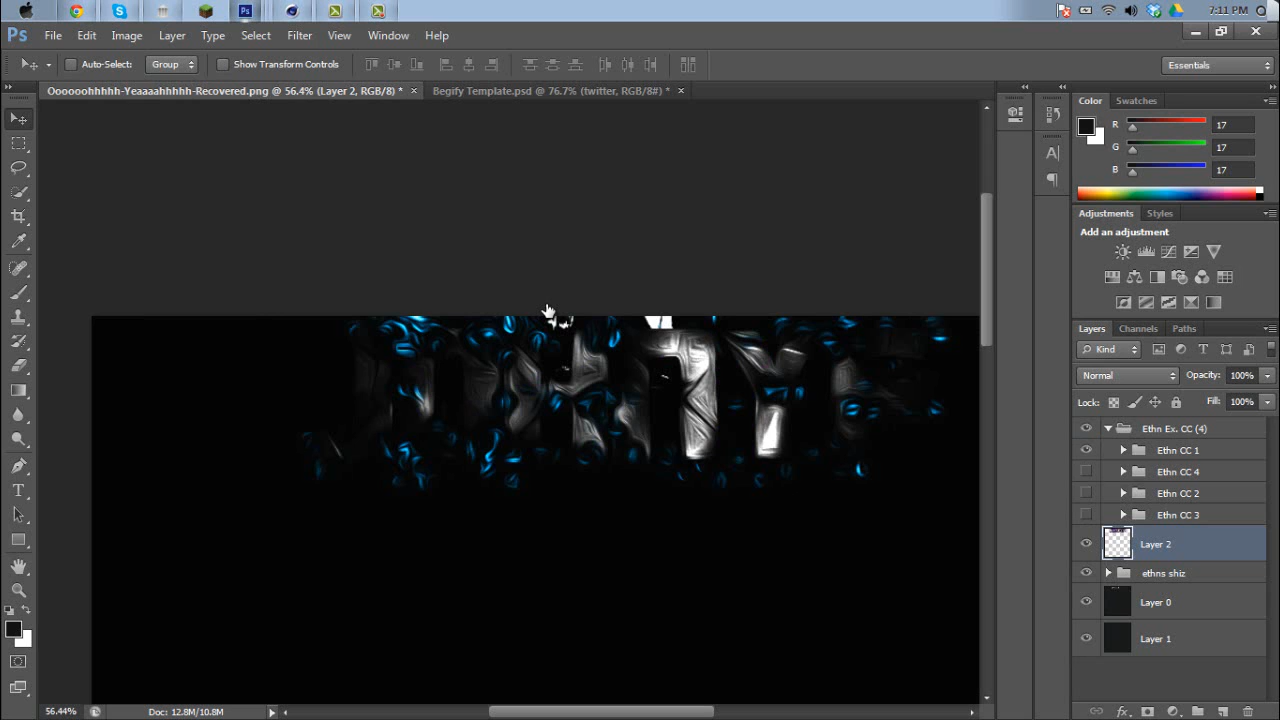 7:11 PM
Ps File Edit Image Layer Type Select Filter View Window Help
Auto-Select: Group Show Transform Controls Essentials
Oooooohhhhh-Yeaaaahhhhh-Recovered.png @ 56.4% (Layer 2, RGB/8) * × Begify Template.psd @ 76.7% (twitter, RGB/8#) * ×
Color Swatches
R 17
G 17
B 17
Adjustments Styles
Add an adjustment
Layers Channels Paths
Kind
Normal Opacity: 100%
Lock: Fill: 100%
Ethn Ex. CC (4)
Ethn CC 1
Ethn CC 4
Ethn CC 2
Ethn CC 3
Layer 2
ethns shiz
Layer 0
Layer 1
56.44% Doc: 12.8M/10.8M